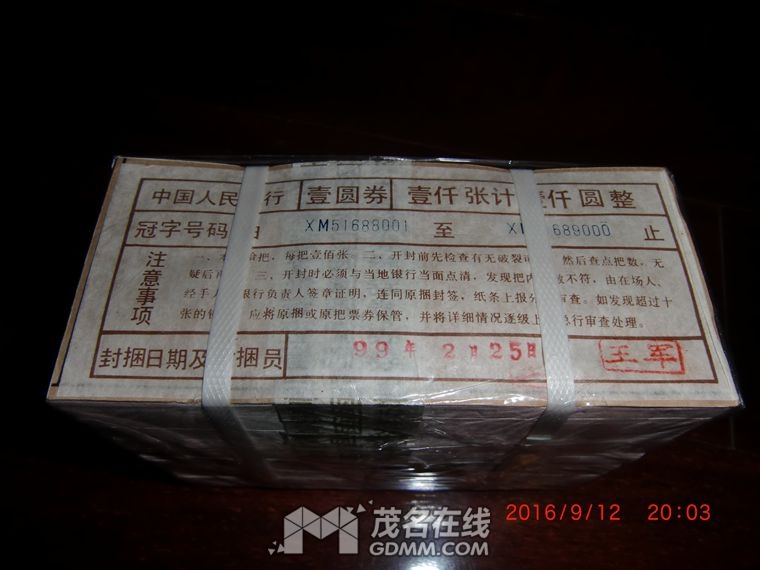 中国人民 行 壹圆券 壹仟张计 仟圆整
冠字号码 XM51688001 至 X 689000 止
注意事项
把，每把壹佰张 二、开封前先检查有无破裂 然后查点把数，无
疑后 三、开封时必须与当地银行当面点清，发现把内 数不符，由在场人、
经手人 银行负责人签章证明，连同原捆封签，纸条上报分 审查。如发现超过十
张的 应将原捆或原把票券保管，并将详细情况逐级上 总行审查处理。
封捆日期及 捆员 99年 2月25日 王军
茂名在线
GDMM.COM
2016/9/12 20:03